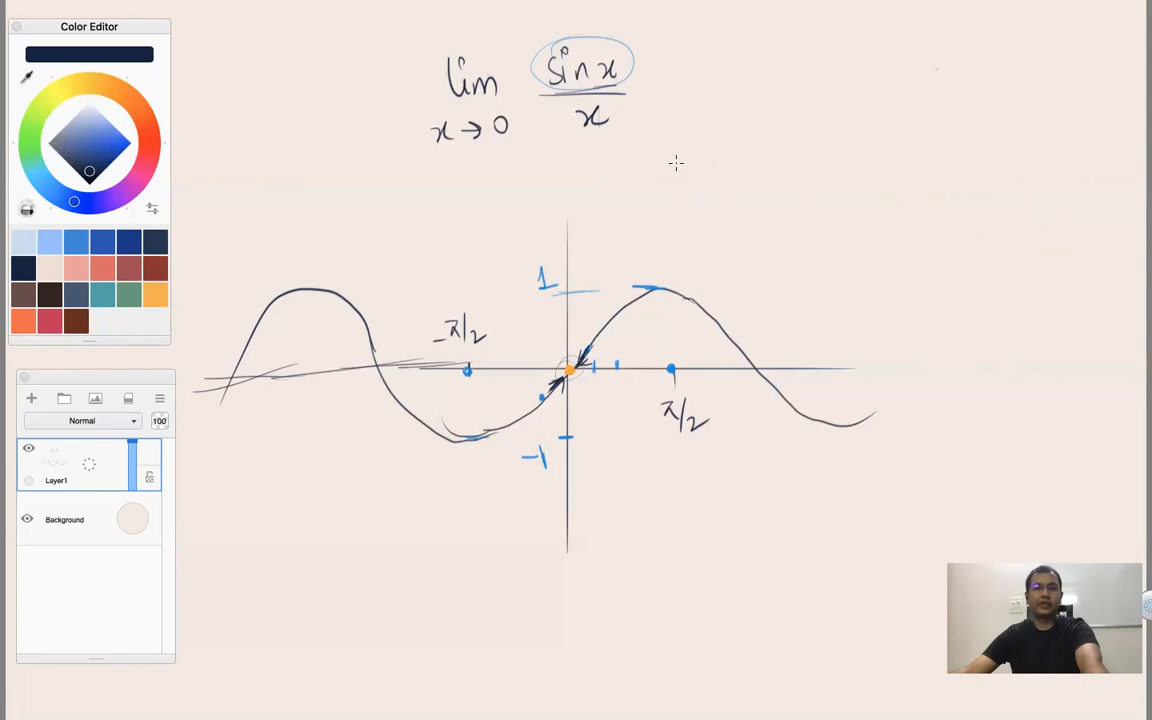 Color Editor
lim sin x
x → 0 x
1
-π/2
π/2
-1
Normal
100
Layer1
Background